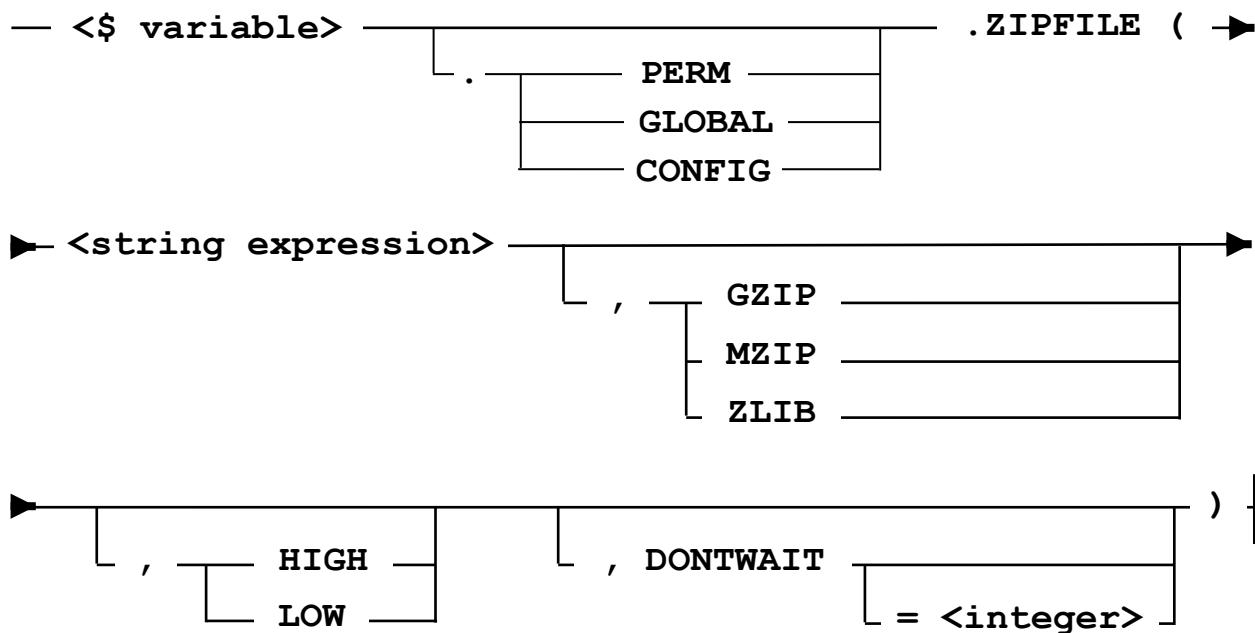 <$ variable> .ZIPFILE (
. PERM
GLOBAL
CONFIG
<string expression>
, GZIP
MZIP
ZLIB
)
, HIGH , DONTWAIT
LOW = <integer>